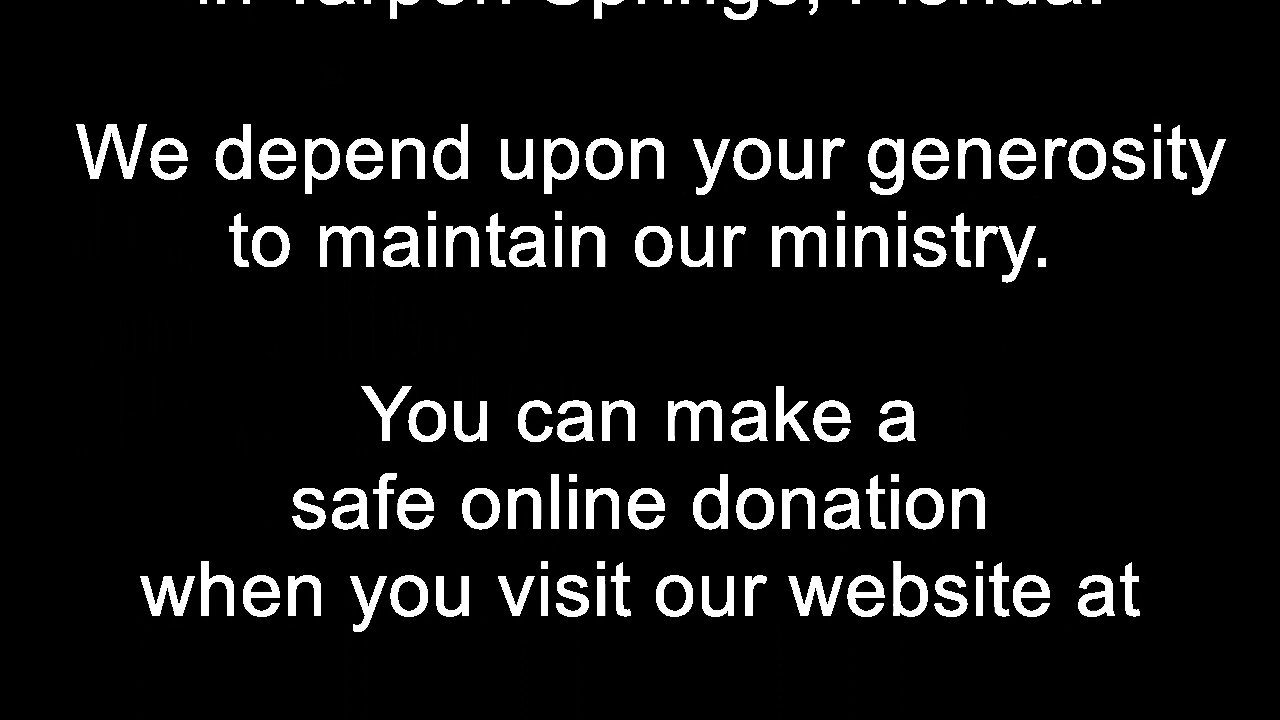 in Tarpon Springs, Florida.
We depend upon your generosity
to maintain our ministry.
You can make a
safe online donation
when you visit our website at